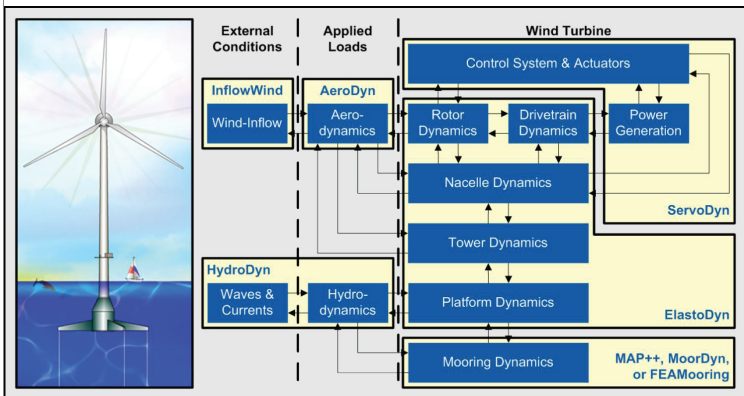 External
Conditions
Applied
Loads
Wind Turbine
Control System & Actuators
InflowWind
AeroDyn
Wind-Inflow
Aero-
dynamics
Rotor
Dynamics
Drivetrain
Dynamics
Power
Generation
Nacelle Dynamics
ServoDyn
Tower Dynamics
HydroDyn
Waves &
Currents
Hydro-
dynamics
Platform Dynamics
ElastoDyn
Mooring Dynamics
MAP++, MoorDyn,
or FEAMooring